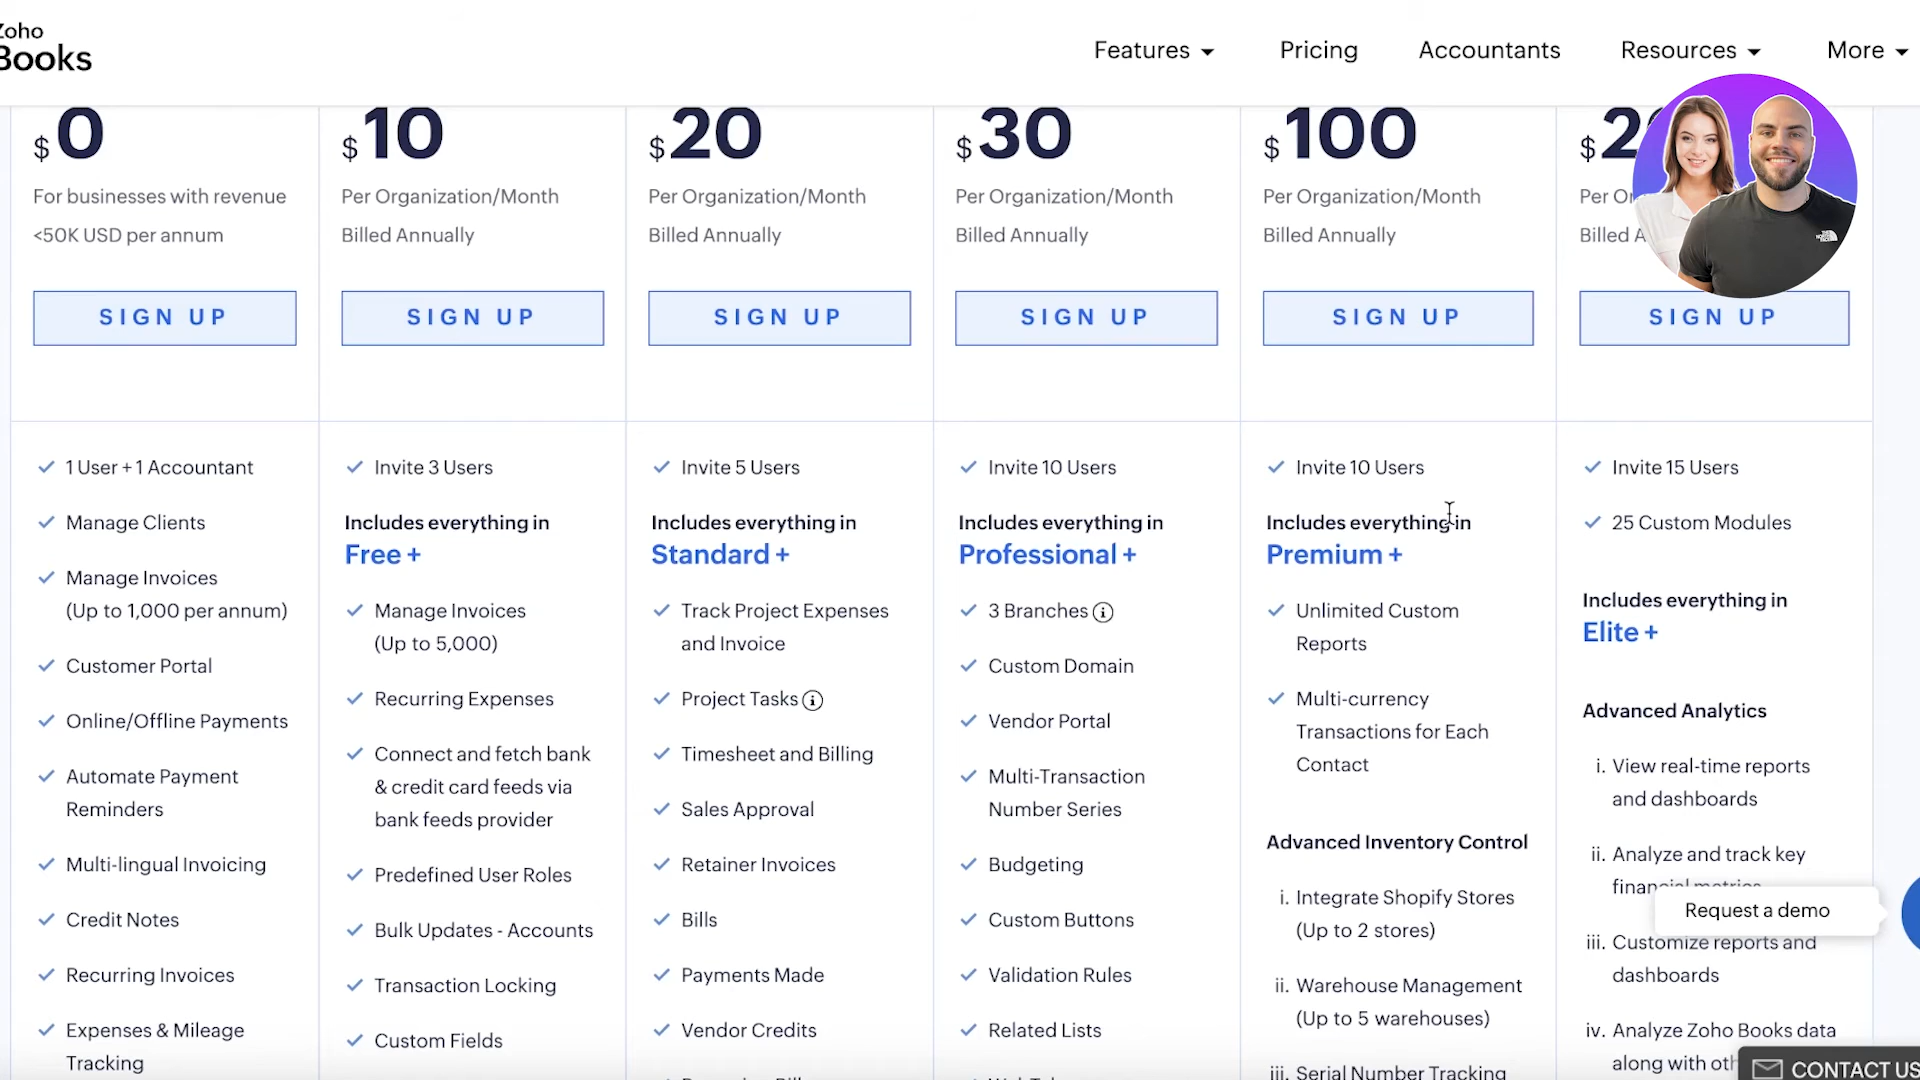 Zoho
Books
Features
Pricing
Accountants
Resources
More
$0
For businesses with revenue
<50K USD per annum
SIGN UP
1 User + 1 Accountant
Manage Clients
Manage Invoices
(Up to 1,000 per annum)
Customer Portal
Online/Offline Payments
Automate Payment
Reminders
Multi-lingual Invoicing
Credit Notes
Recurring Invoices
Expenses & Mileage
Tracking
$10
Per Organization/Month
Billed Annually
SIGN UP
Invite 3 Users
Includes everything in
Free +
Manage Invoices
(Up to 5,000)
Recurring Expenses
Connect and fetch bank
& credit card feeds via
bank feeds provider
Predefined User Roles
Bulk Updates - Accounts
Transaction Locking
Custom Fields
$20
Per Organization/Month
Billed Annually
SIGN UP
Invite 5 Users
Includes everything in
Standard +
Track Project Expenses
and Invoice
Project Tasks
Timesheet and Billing
Sales Approval
Retainer Invoices
Bills
Payments Made
Vendor Credits
$30
Per Organization/Month
Billed Annually
SIGN UP
Invite 10 Users
Includes everything in
Professional +
3 Branches
Custom Domain
Vendor Portal
Multi-Transaction
Number Series
Budgeting
Custom Buttons
Validation Rules
Related Lists
$100
Per Organization/Month
Billed Annually
SIGN UP
Invite 10 Users
Includes everything in
Premium +
Unlimited Custom
Reports
Multi-currency
Transactions for Each
Contact
Advanced Inventory Control
i. Integrate Shopify Stores
(Up to 2 stores)
ii. Warehouse Management
(Up to 5 warehouses)
iii. Serial Number Tracking
$2
Per
Billed
SIGN UP
Invite 15 Users
25 Custom Modules
Includes everything in
Elite +
Advanced Analytics
i. View real-time reports
and dashboards
ii. Analyze and track key
financial metrics
Request a demo
iii. Customize reports and
dashboards
iv. Analyze Zoho Books data
along with
CONTACT US